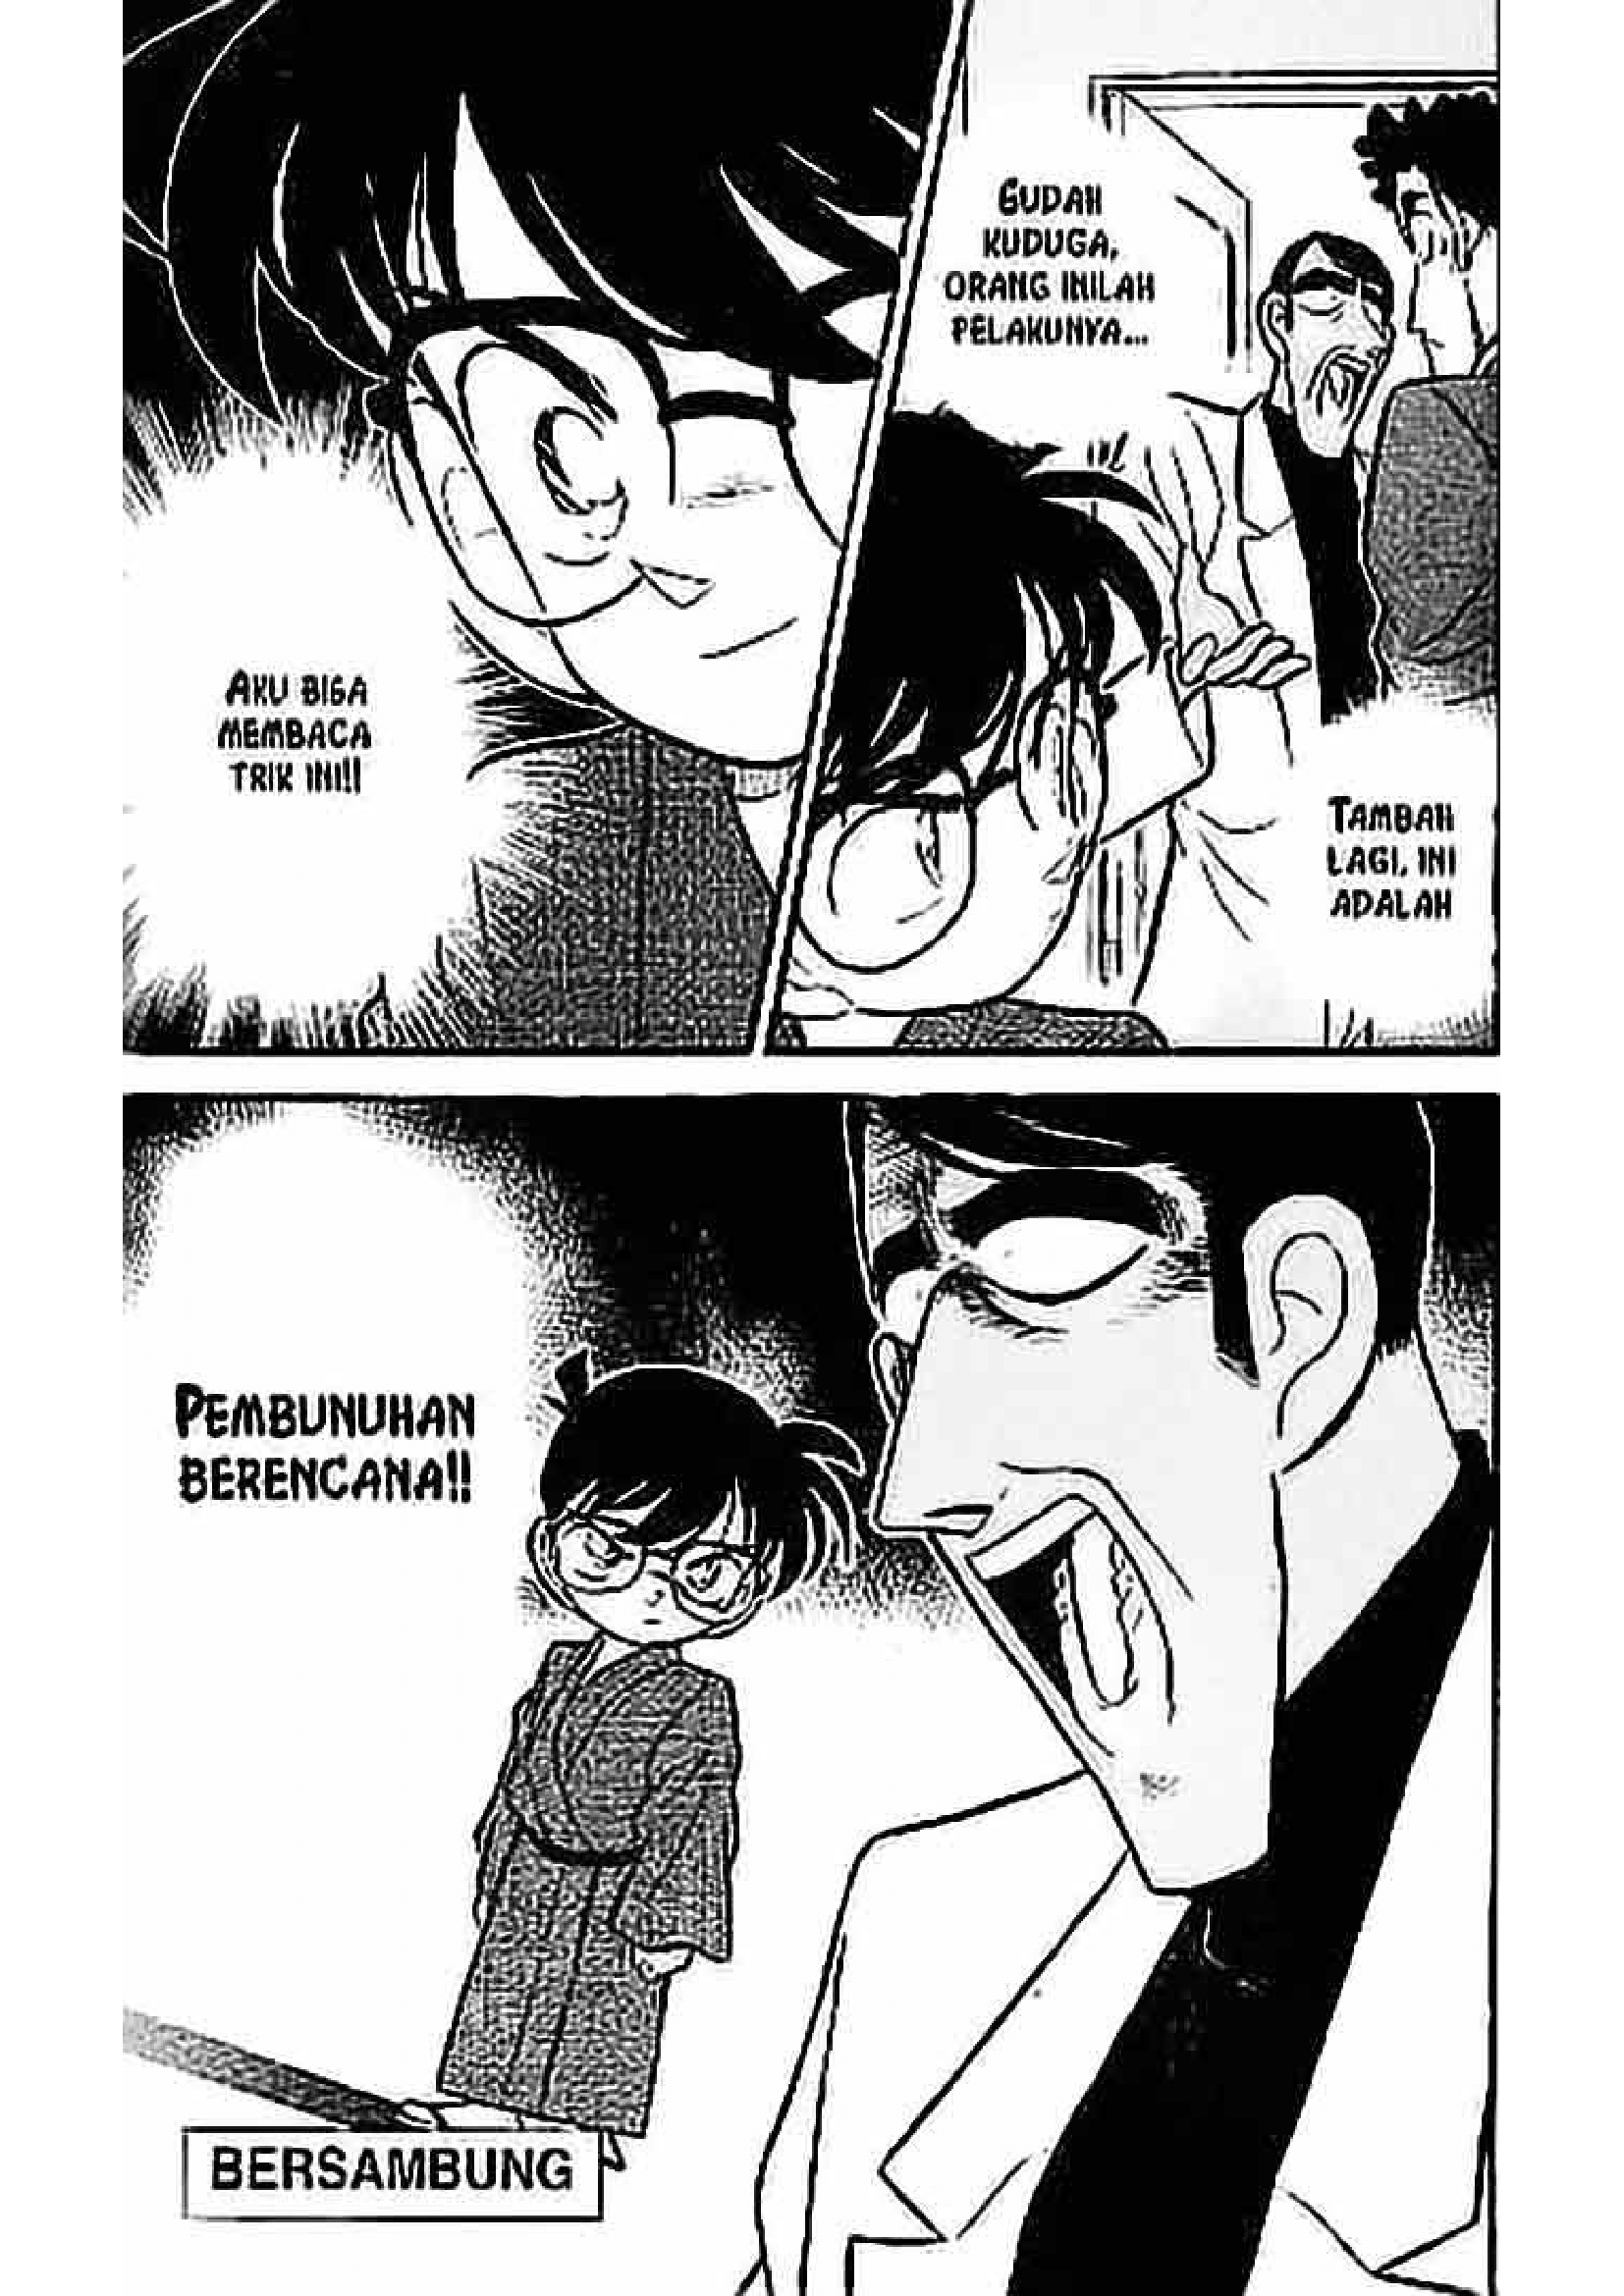 SUDAH
KUDUGA,
ORANG INILAH
PELAKUNYA...
TAMBAH
LAGI, INI
ADALAH
AKU BISA
MEMBACA
TRIK INI!!
PEMBUNUHAN
BERENCANA!!
BERSAMBUNG